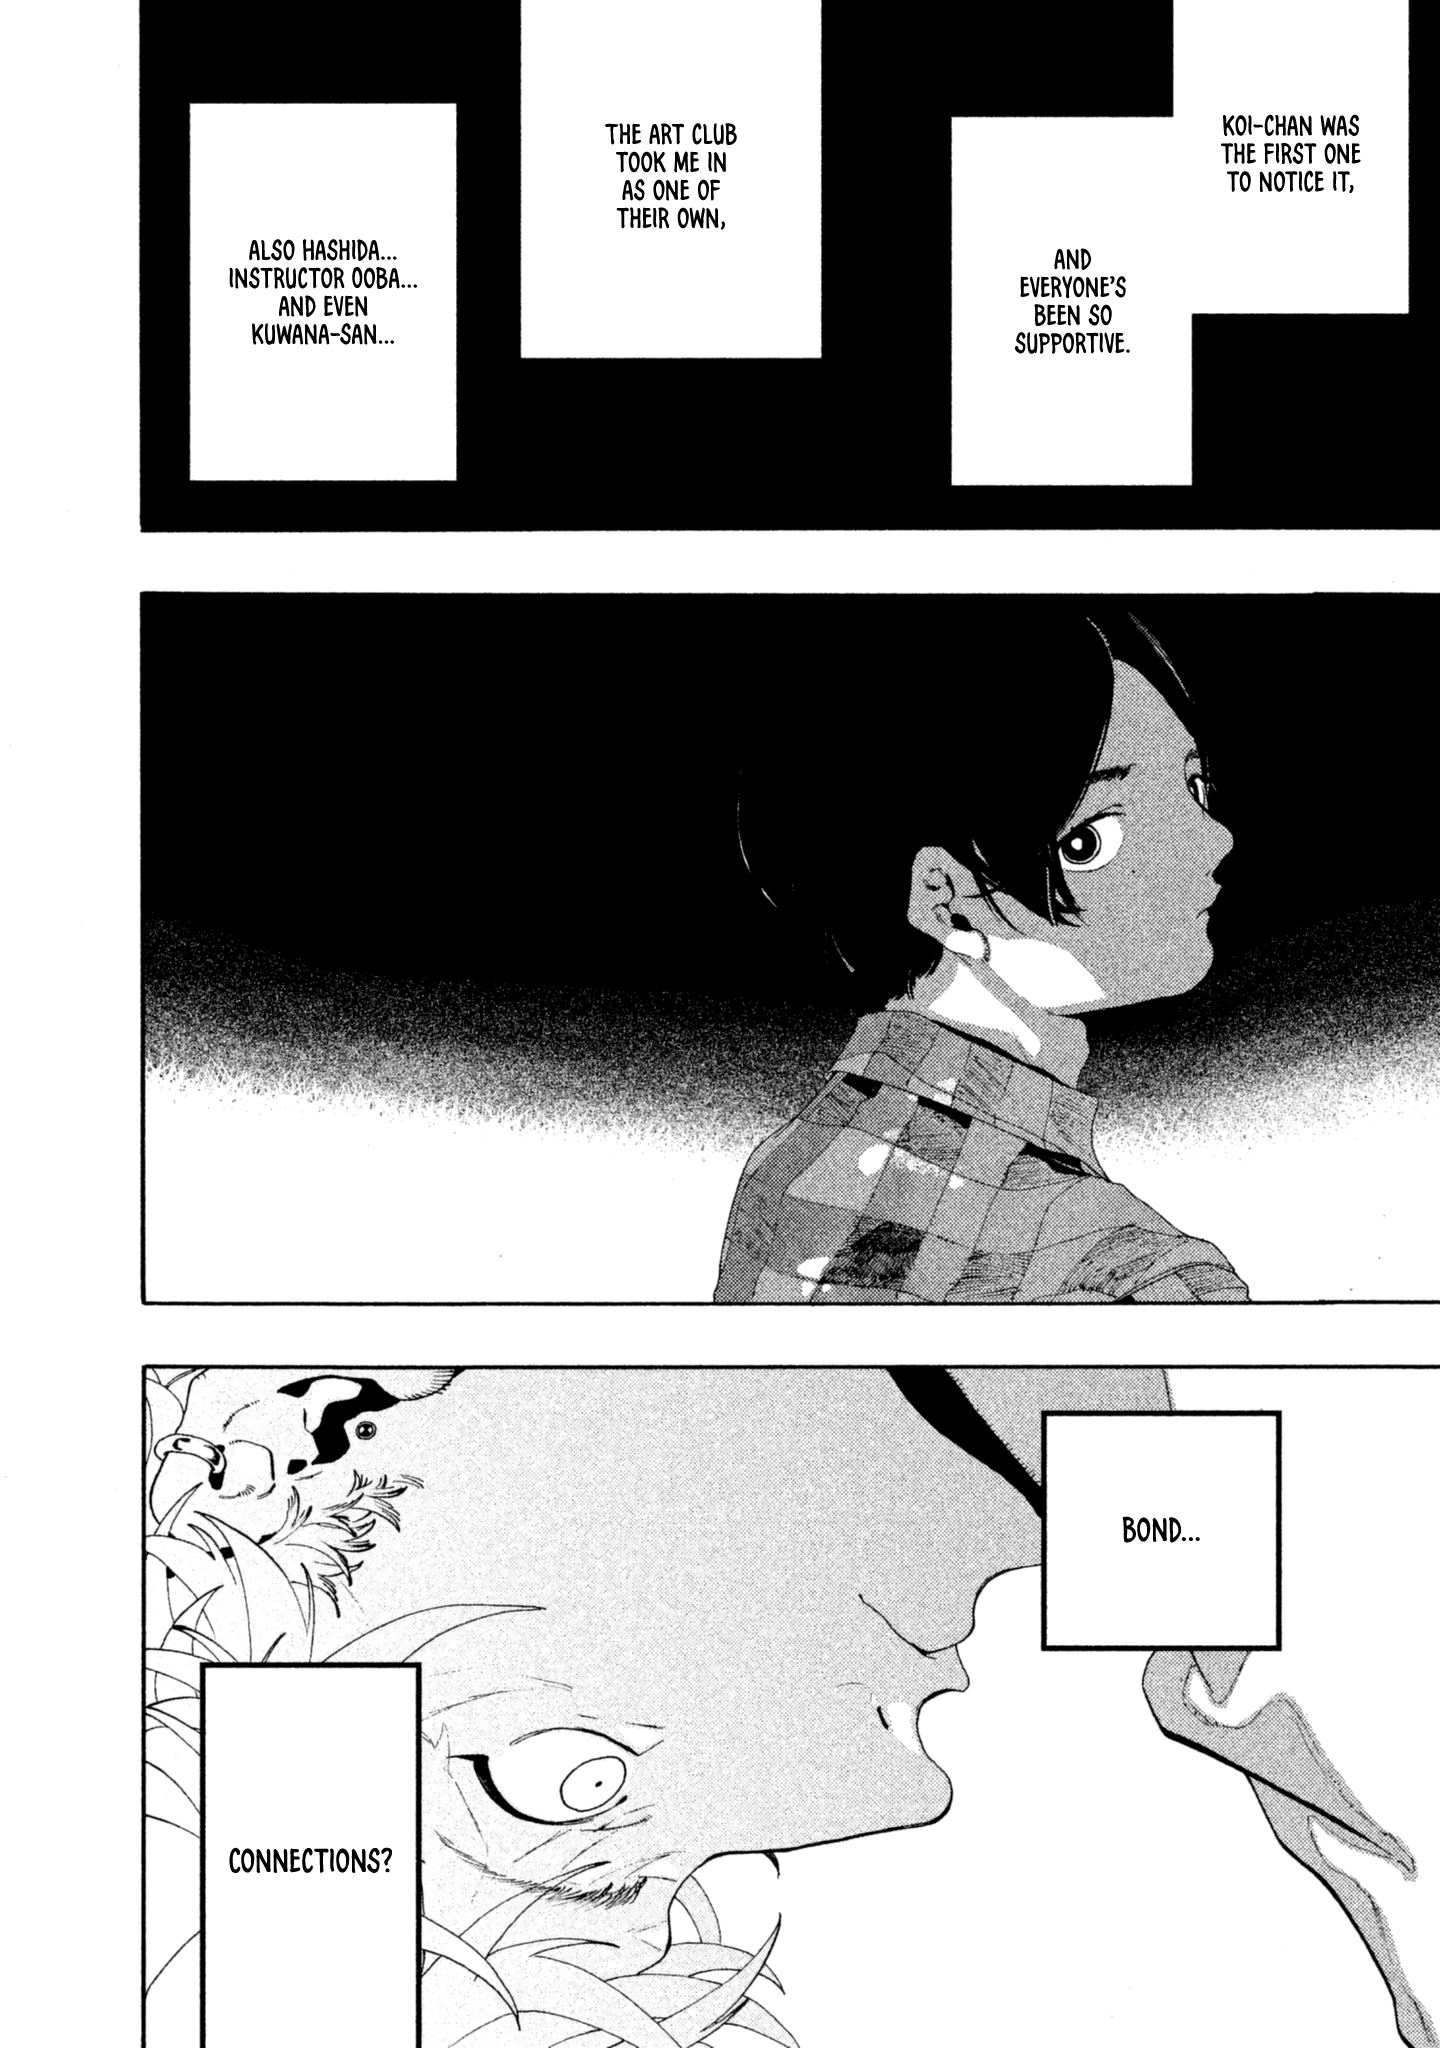 KOI-CHAN WAS
THE FIRST ONE
TO NOTICE IT,
AND
EVERYONE'S
BEEN SO
SUPPORTIVE.
THE ART CLUB
TOOK ME IN
AS ONE OF
THEIR OWN,
ALSO HASHIDA...
INSTRUCTOR OOBA...
AND EVEN
KUWANA-SAN...
BOND...
CONNECTIONS?